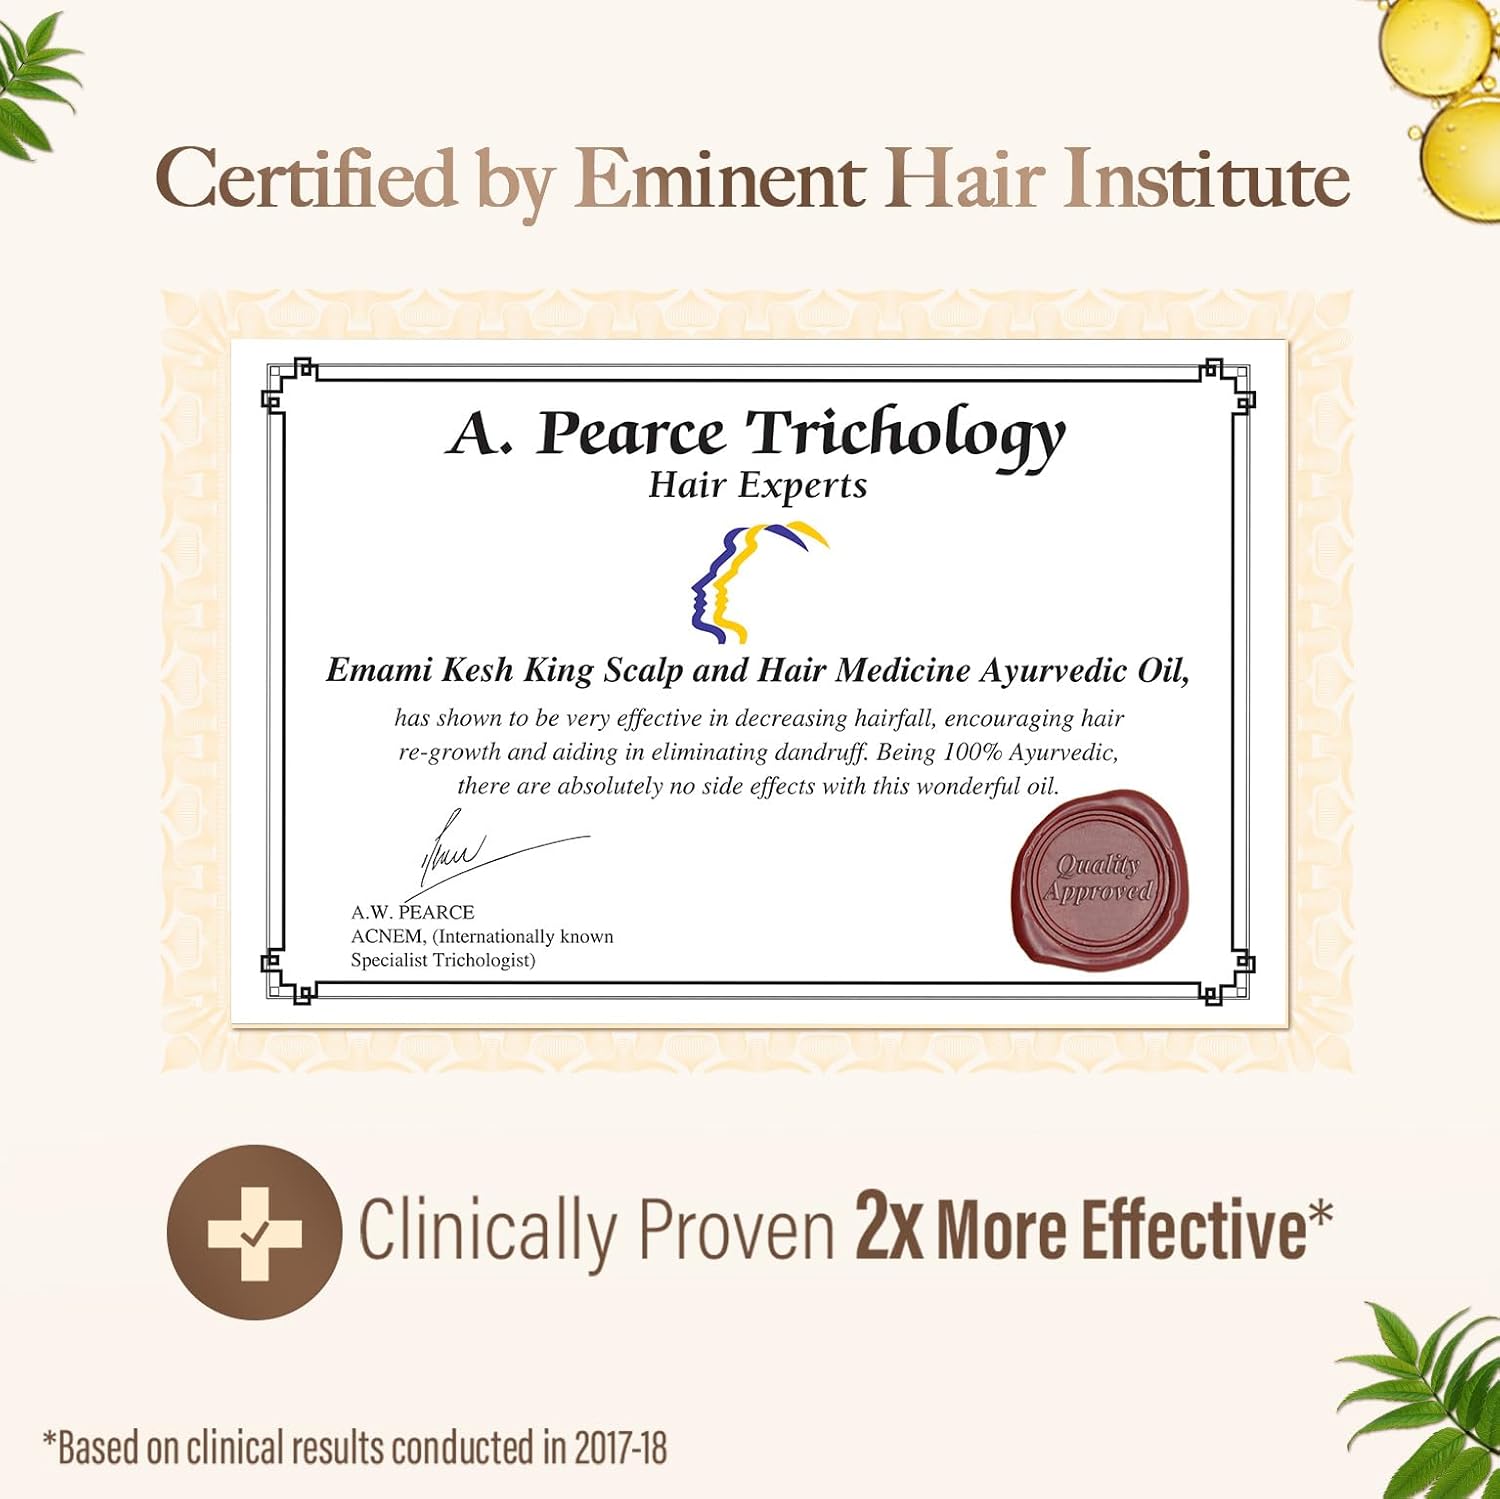 Certified by Eminent Hair Institute
A. Pearce Trichology
Hair Experts
Emami Kesh King Scalp and Hair Medicine Ayurvedic Oil,
has shown to be very effective in decreasing hairfall, encouraging hair
re-growth and aiding in eliminating dandruff. Being 100% Ayurvedic,
there are absolutely no side effects with this wonderful oil.
A.W. PEARCE
ACNEM, (Internationally known
Specialist Trichologist)
Quality
Approved
Clinically Proven 2x More Effective*
*Based on clinical results conducted in 2017-18